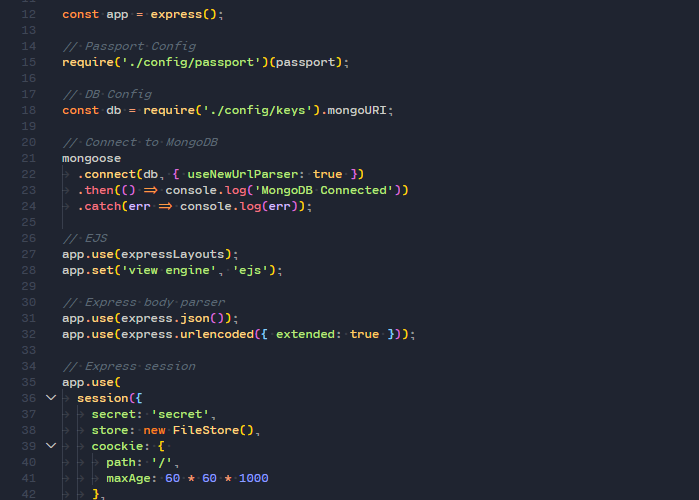 12 const app = express();
13
14 // Passport Config
15 require('./config/passport')(passport);
16
17 // DB Config
18 const db = require('./config/keys').mongoURI;
19
20 // Connect to MongoDB
21 mongoose
22 .connect(db, { useNewUrlParser: true })
23 .then(() => console.log('MongoDB Connected'))
24 .catch(err => console.log(err));
25
26 // EJS
27 app.use(expressLayouts);
28 app.set('view engine', 'ejs');
29
30 // Express body parser
31 app.use(express.json());
32 app.use(express.urlencoded({ extended: true }));
33
34 // Express session
35 app.use(
36 session({
37 secret: 'secret',
38 store: new FileStore(),
39 coockie: {
40 path: '/',
41 maxAge: 60 * 60 * 1000
42 },